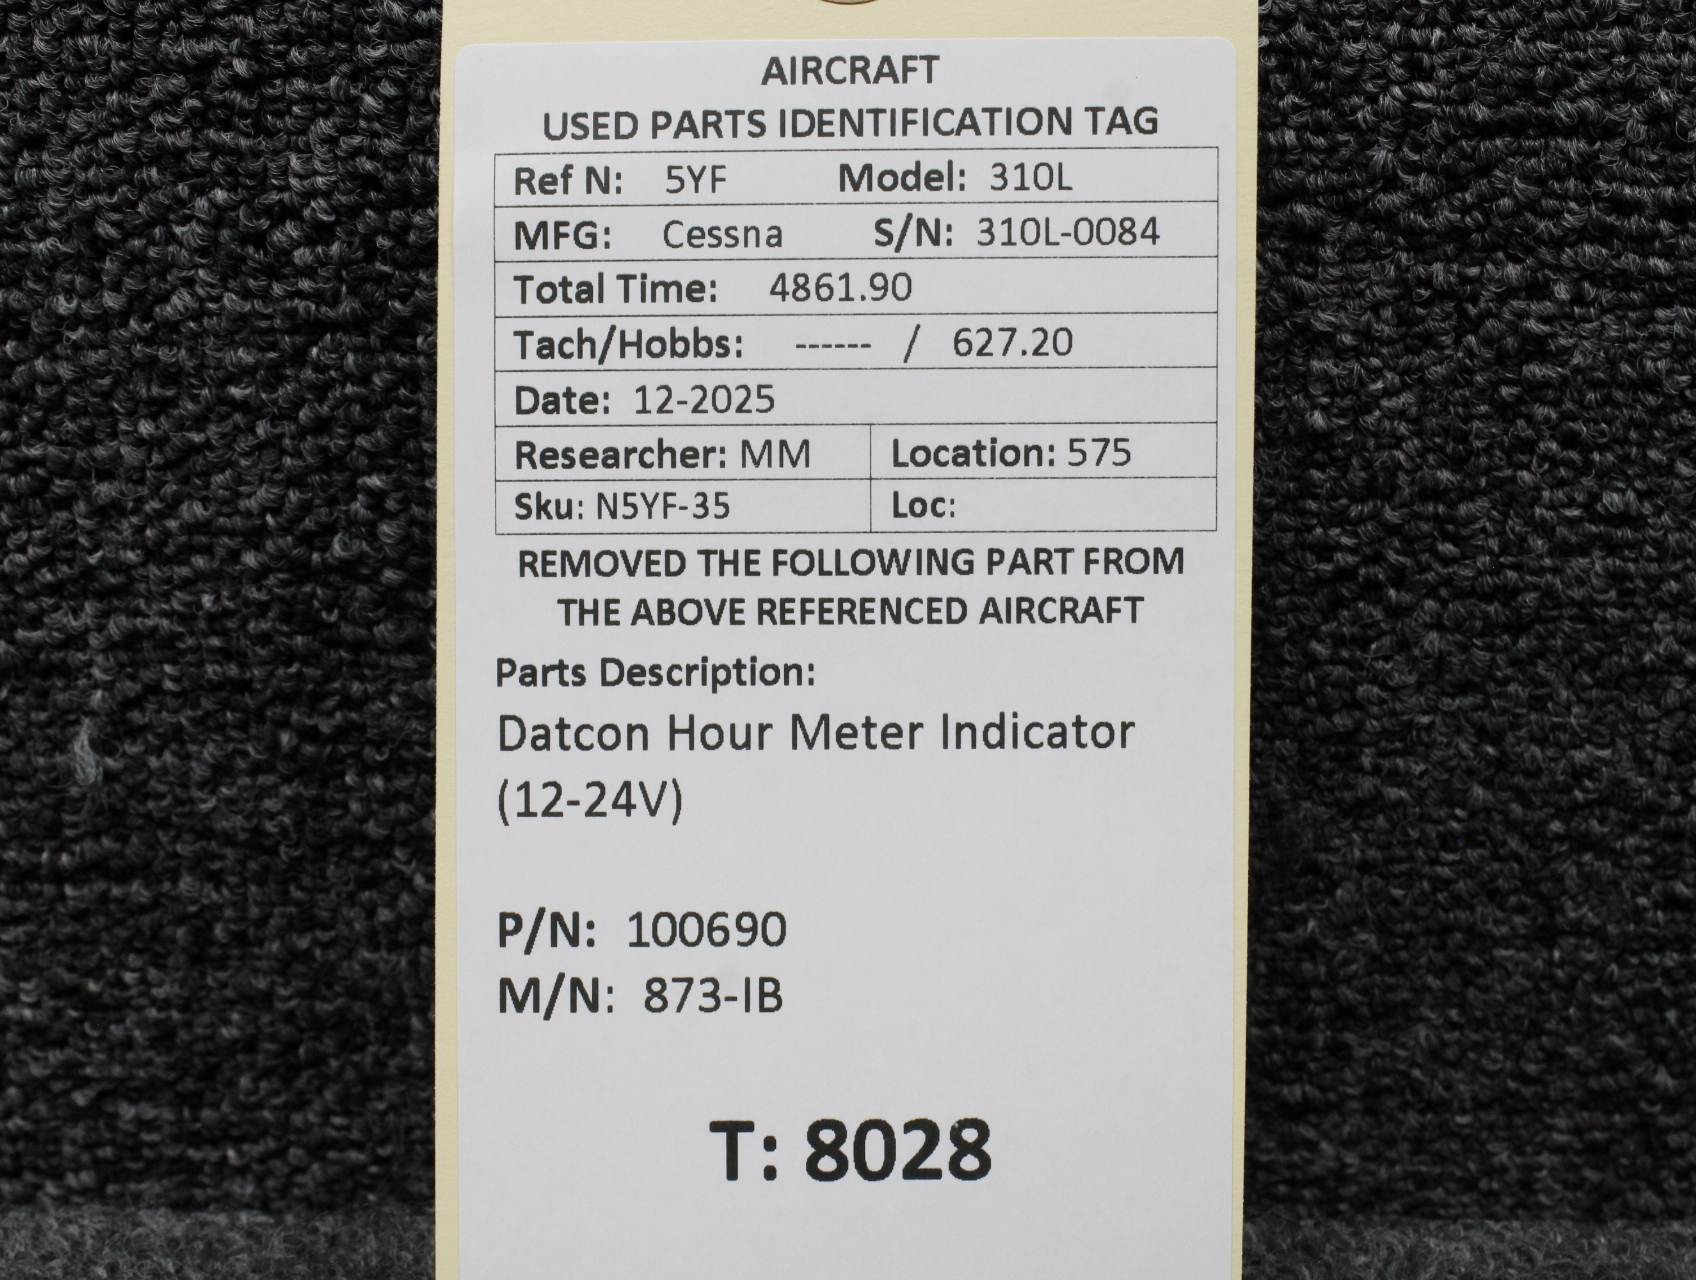 AIRCRAFT
USED PARTS IDENTIFICATION TAG
Ref N: 5YF Model: 310L
MFG: Cessna S/N: 310L-0084
Total Time: 4861.90
Tach/Hobbs: ------ / 627.20
Date: 12-2025
Researcher: MM Location: 575
Sku: N5YF-35 Loc:
REMOVED THE FOLLOWING PART FROM
THE ABOVE REFERENCED AIRCRAFT
Parts Description:
Datcon Hour Meter Indicator
(12-24V)
P/N: 100690
M/N: 873-IB
T: 8028